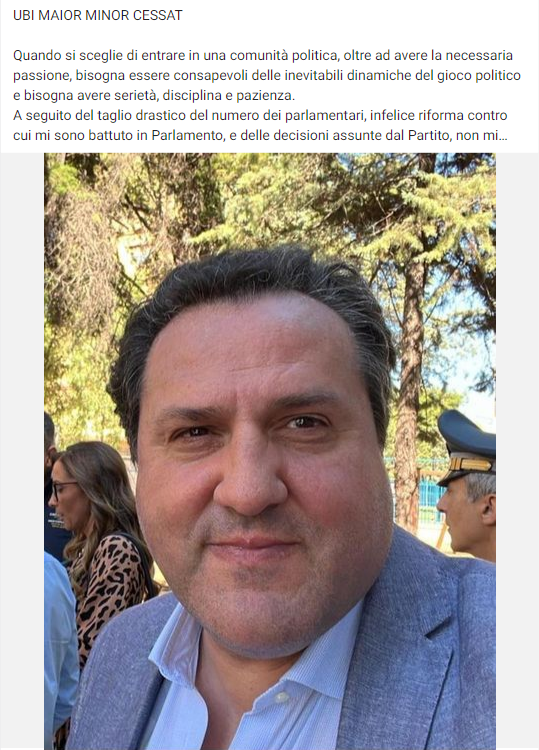 UBI MAIOR MINOR CESSAT
Quando si sceglie di entrare in una comunità politica, oltre ad avere la necessaria
passione, bisogna essere consapevoli delle inevitabili dinamiche del gioco politico
e bisogna avere serietà, disciplina e pazienza.
A seguito del taglio drastico del numero dei parlamentari, infelice riforma contro
cui mi sono battuto in Parlamento, e delle decisioni assunte dal Partito, non mi...